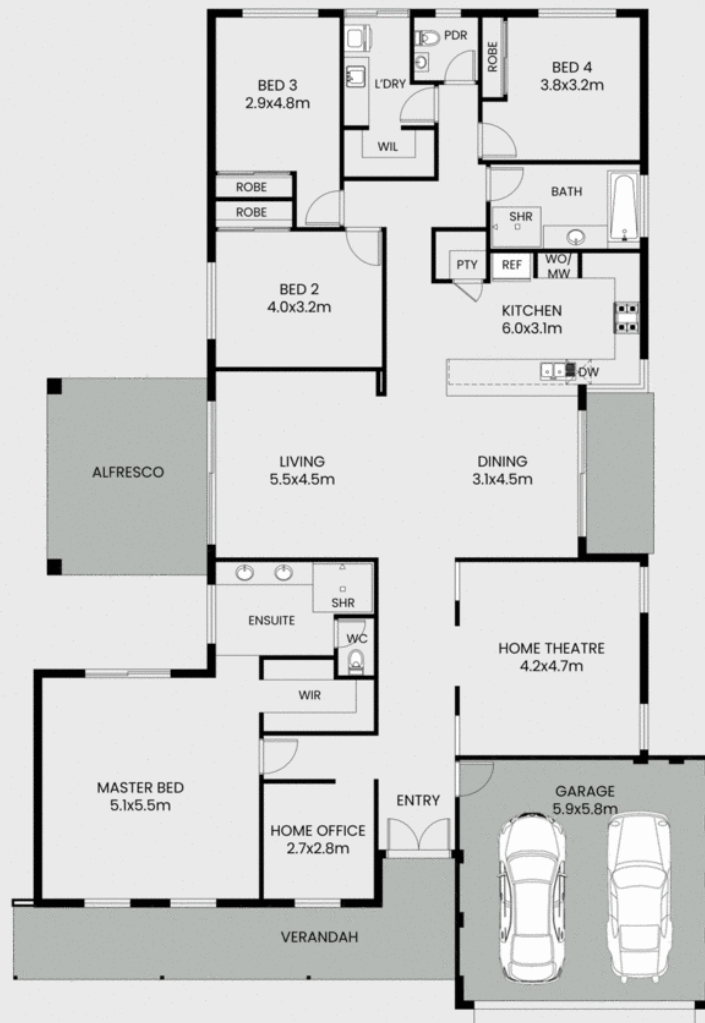 PDR
ROBE
BED 4
3.8x3.2m
BED 3
2.9x4.8m
L'DRY
WIL
ROBE
ROBE
BATH
SHR
PTY
REF
WO/
MW
BED 2
4.0x3.2m
KITCHEN
6.0x3.1m
DW
ALFRESCO
LIVING
5.5x4.5m
DINING
3.1x4.5m
SHR
ENSUITE
WC
HOME THEATRE
4.2x4.7m
WIR
MASTER BED
5.1x5.5m
ENTRY
GARAGE
5.9x5.8m
HOME OFFICE
2.7x2.8m
VERANDAH